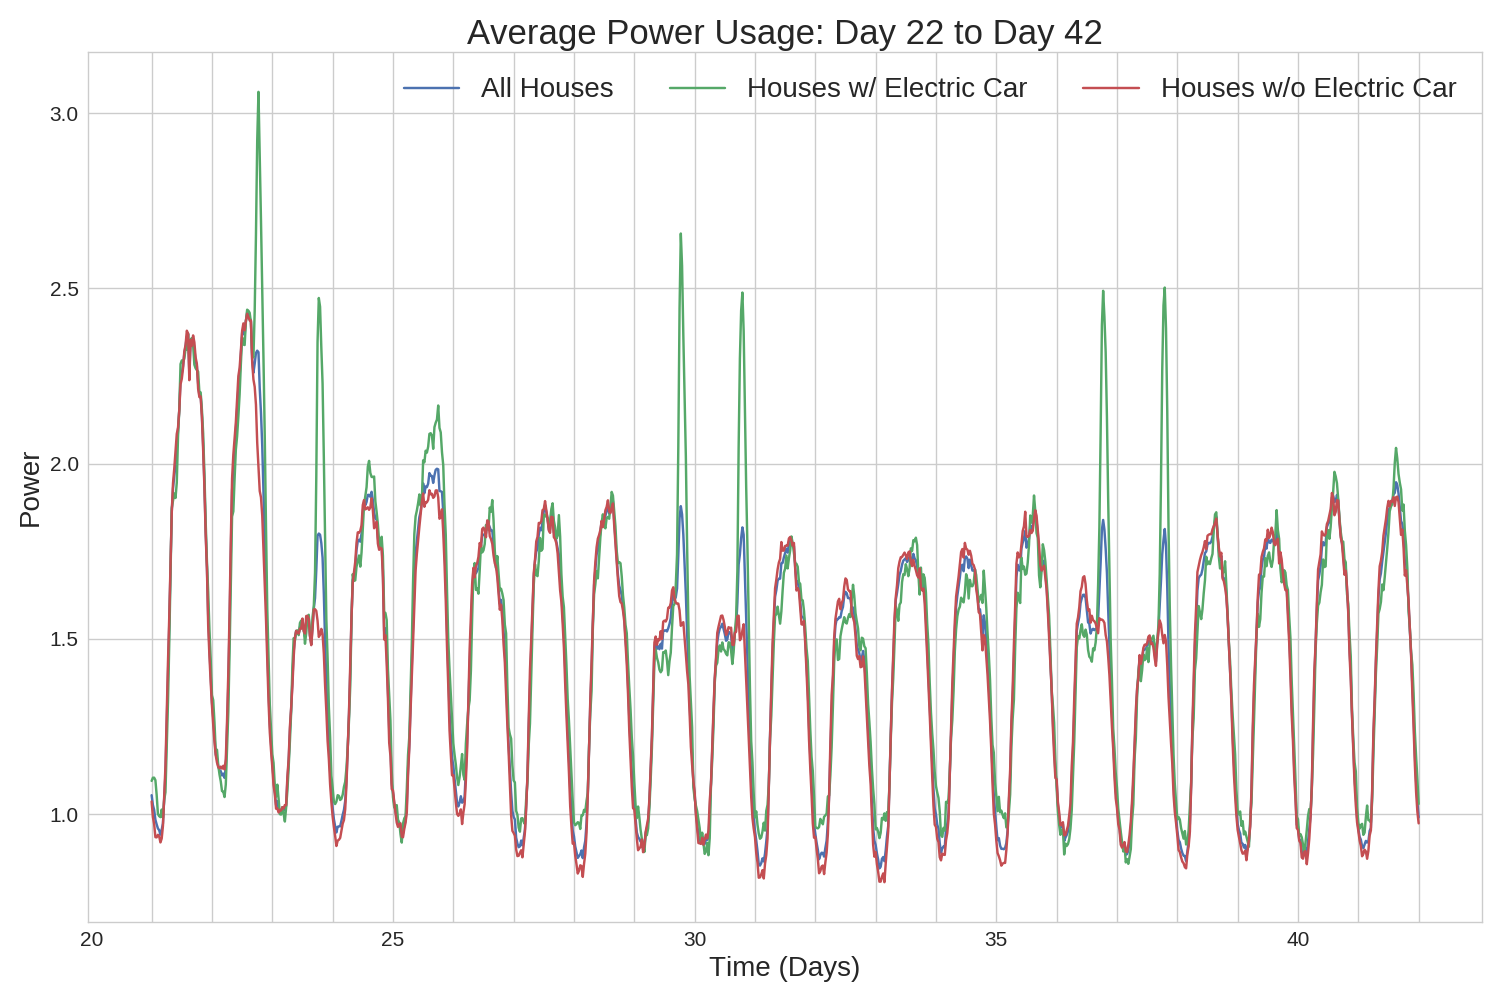 Average Power Usage: Day 22 to Day 42
All Houses
Houses w/ Electric Car
Houses w/o Electric Car
3.0
2.5
2.0
1.5
1.0
Power
20
25
30
35
40
Time (Days)